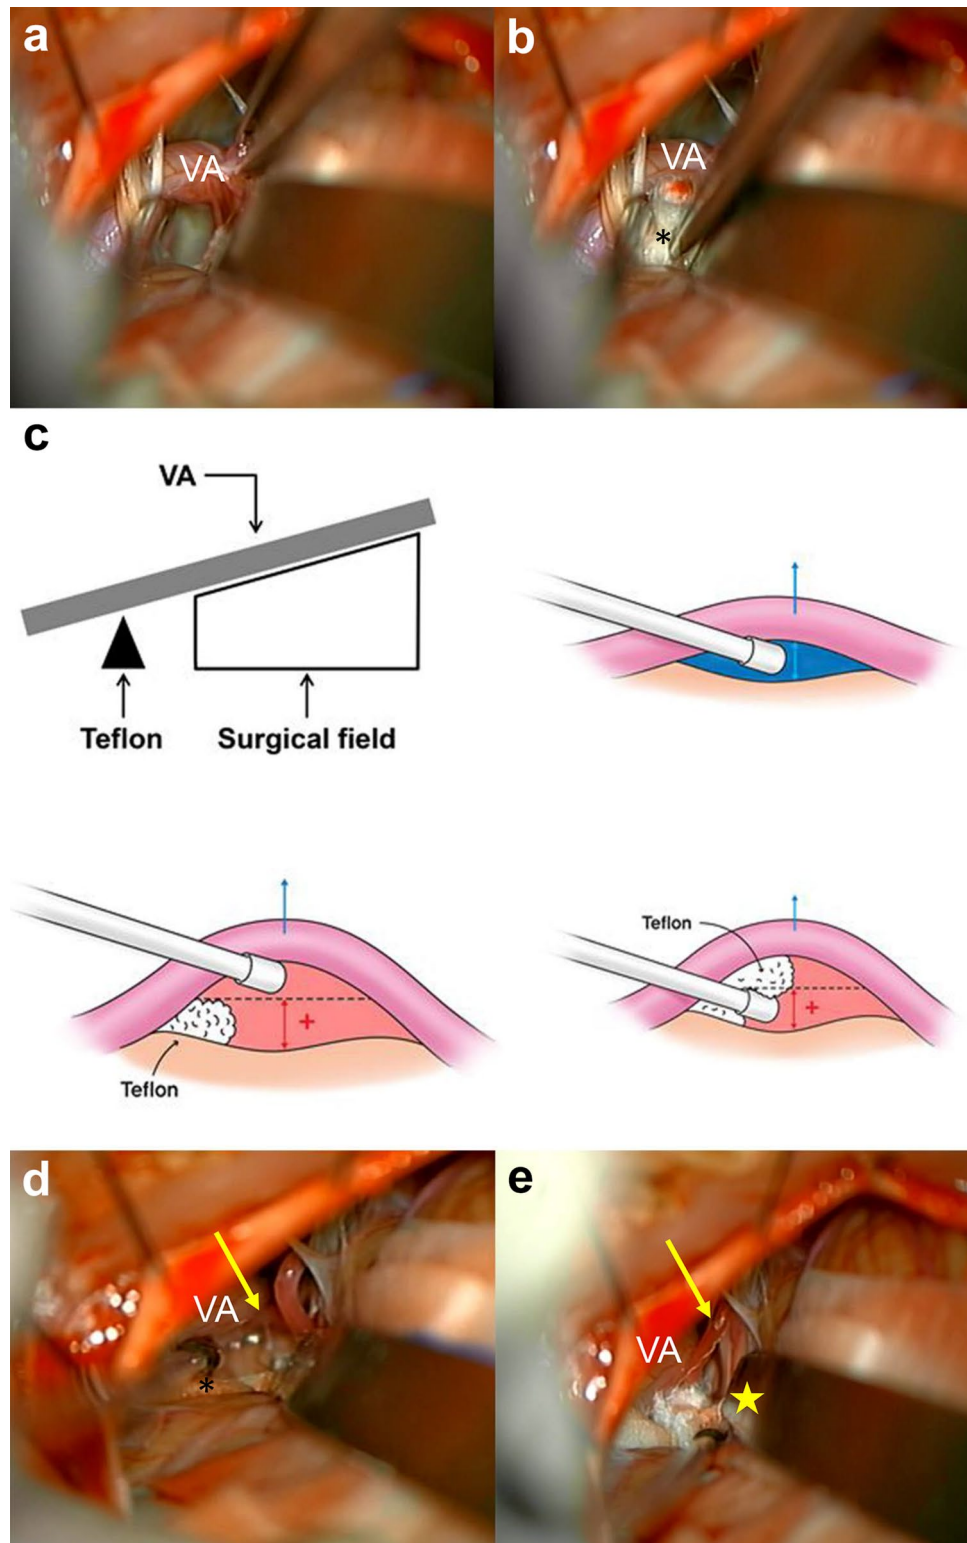 a
b
VA
VA
*
c
VA
Teflon
Surgical field
Teflon
+
Teflon
+
d
e
VA
VA
*